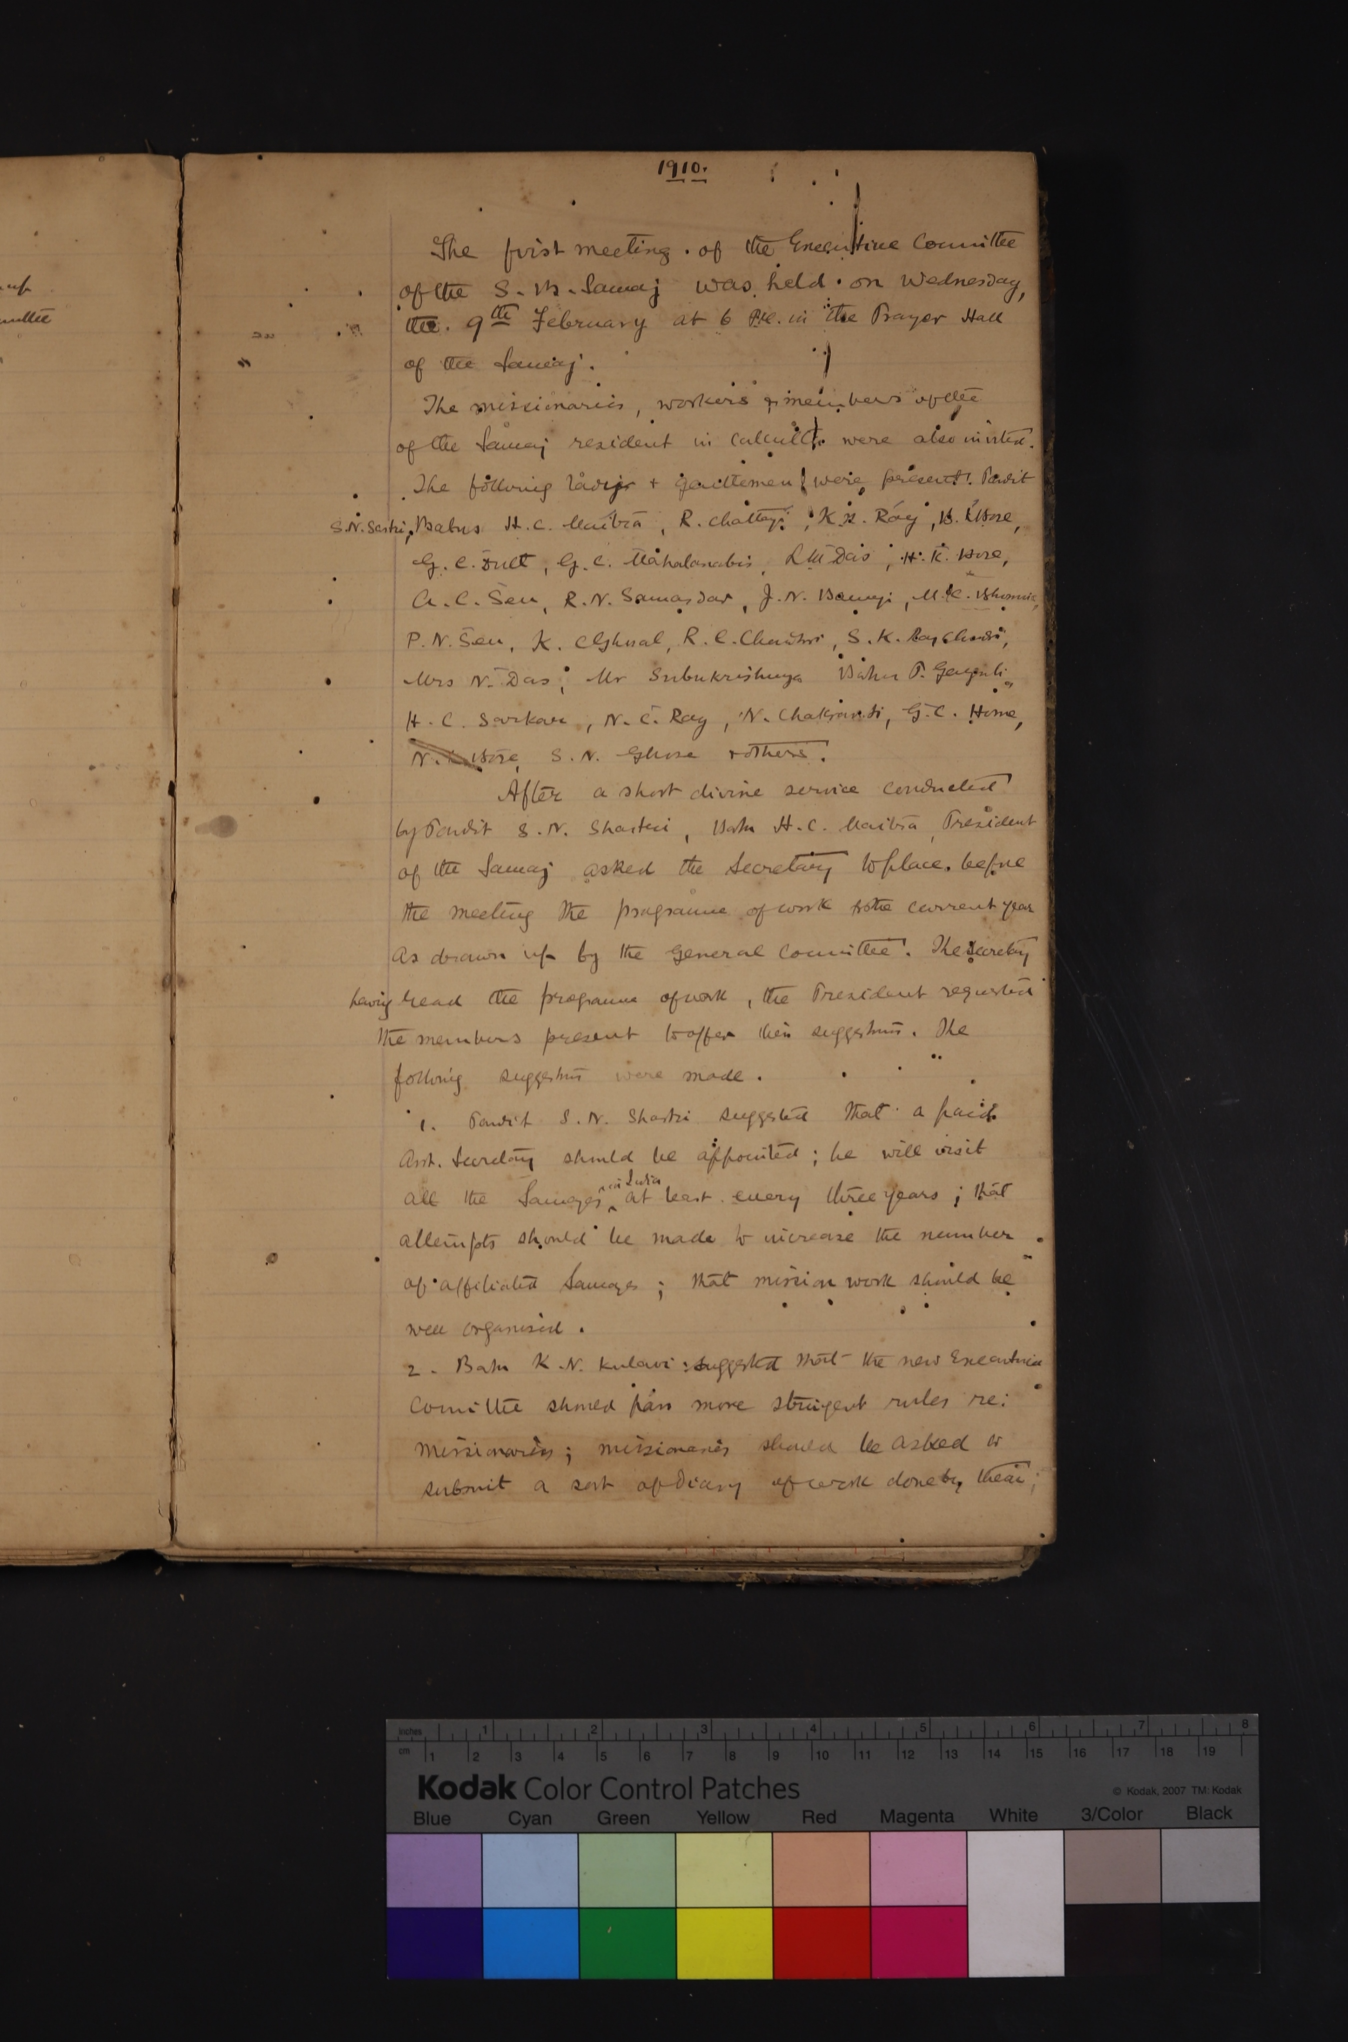 1910.
The first meeting of the Executive Committee
of the S. B. Samaj was held on Wednesday,
the 9th February at 6 P.M. in the Prayer Hall
of the Samaj.
The missionaries, workers & members of the
of the Samaj resident in Calcutta were also invited.
The following ladies & gentlemen were present: Pandit
S. N. Sastri, Babus H. C. Maitra, R. Chatterji, K. K. Ray, B. C. Bose,
G. C. Dutt, G. C. Mahalanabis, L M Das, H. K. Bose,
A. C. Sen, R. N. Samaddar, J. N. Banerji, M. K.
P. N. Sen, K. C Ghosal, R. C. Chaudhri, S. K. Ray Chaudhri,
Mrs N. Das, Mr Subukrishnaya Babu P. Ganguli
H. C. Sarkar, N. C. Ray, N. Chakravarti, G. C. Home,
N. Bose, S. N. Ghose & others.
After a short divine service conducted
by Pandit S. N. Shastri, Babu H. C. Maitra, President
of the Samaj asked the Secretary to place before
the meeting the programme of work for the current year
as drawn up by the General Committee. The Secretary
having read the programme of work, the President requested
the members present to offer their suggestions. The
following suggestions were made.
1. Pandit S. N. Shastri suggested that a paid
Asst. Secretary should be appointed; he will visit
all the Samajes in India at least every three years; that
attempts should be made to increase the number
of affiliated Samajes; that mission work should be
well organised.
2. Babu K. N. Kulavi: suggested that the new Executive
Committee should pass more stringent rules re:
missionaries; missionaries should be asked to
submit a sort of diary of work done by them;
inches 1 2 3 4 5 6 7 8
cm 1 2 3 4 5 6 7 8 9 10 11 12 13 14 15 16 17 18 19
Kodak Color Control Patches
© Kodak, 2007 TM: Kodak
Blue Cyan Green Yellow Red Magenta White 3/Color Black